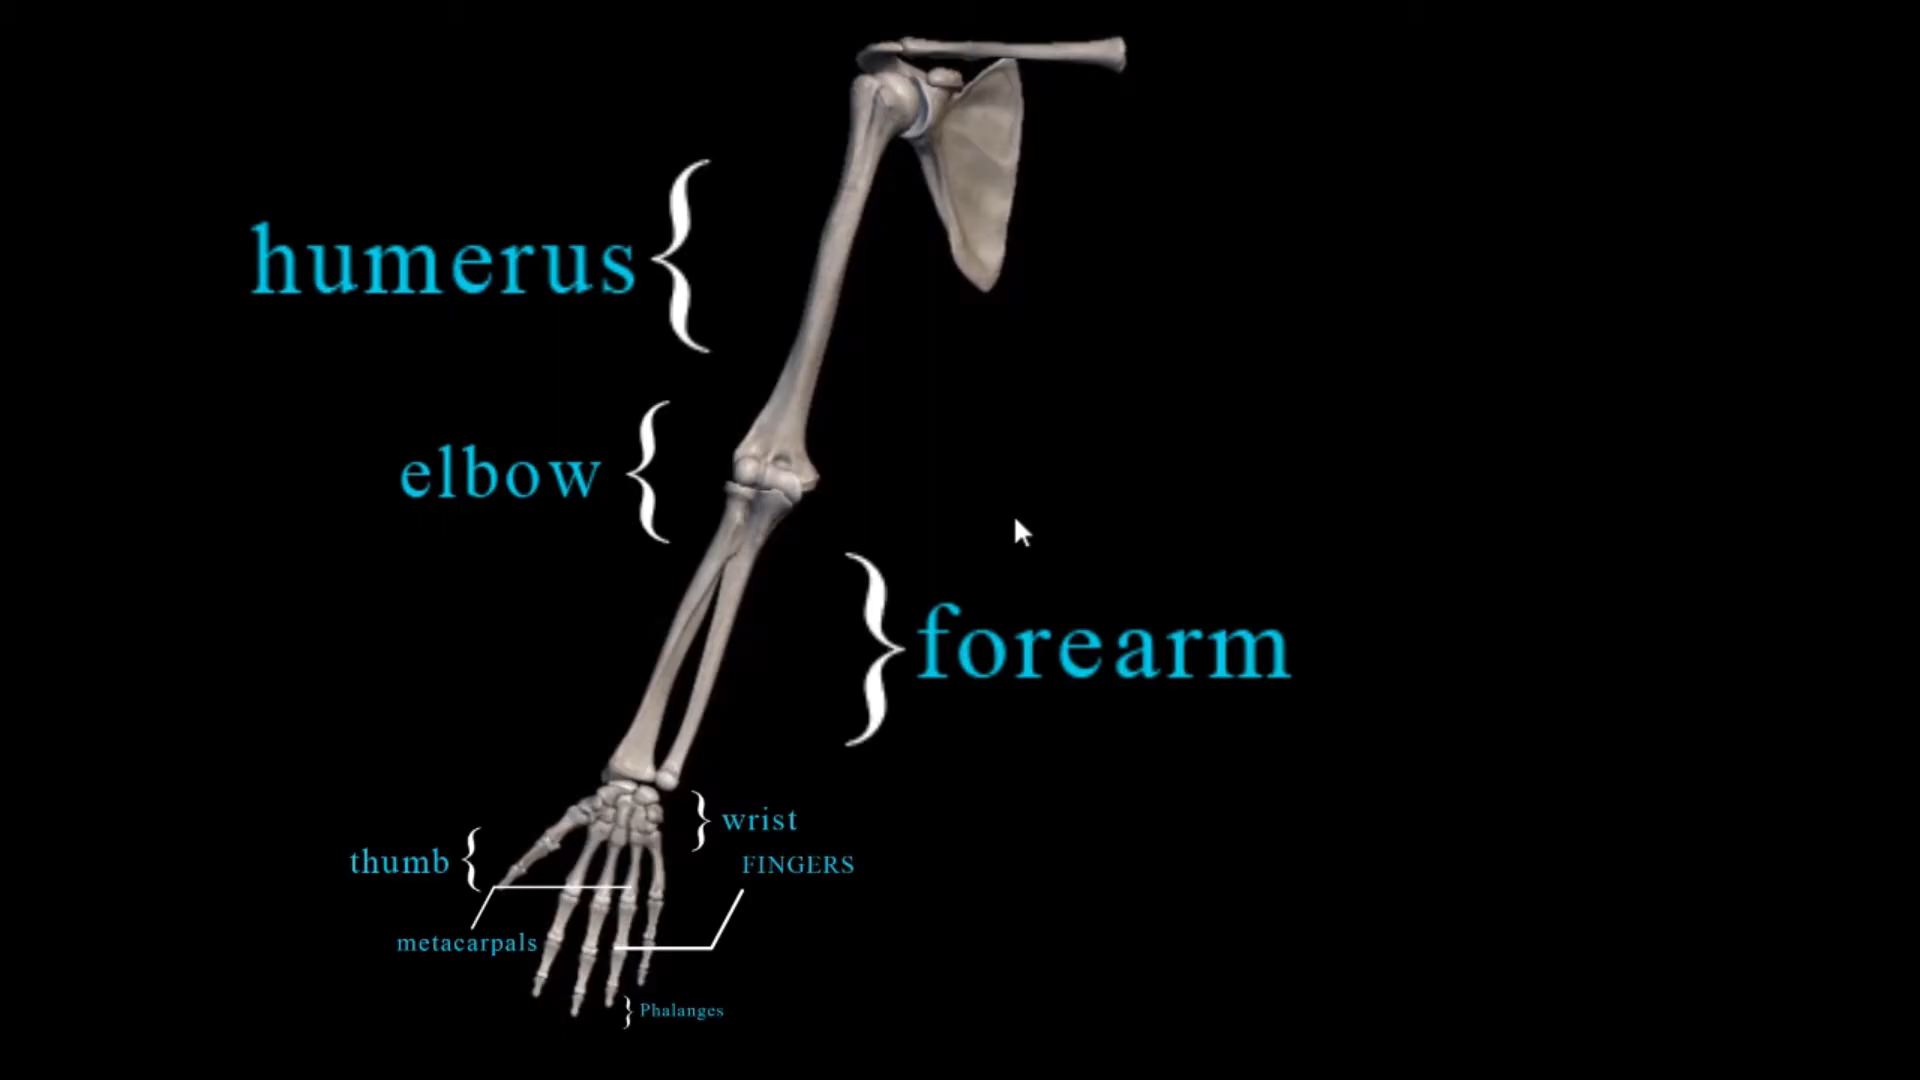 humerus
elbow
forearm
wrist
thumb
FINGERS
metacarpals
Phalanges